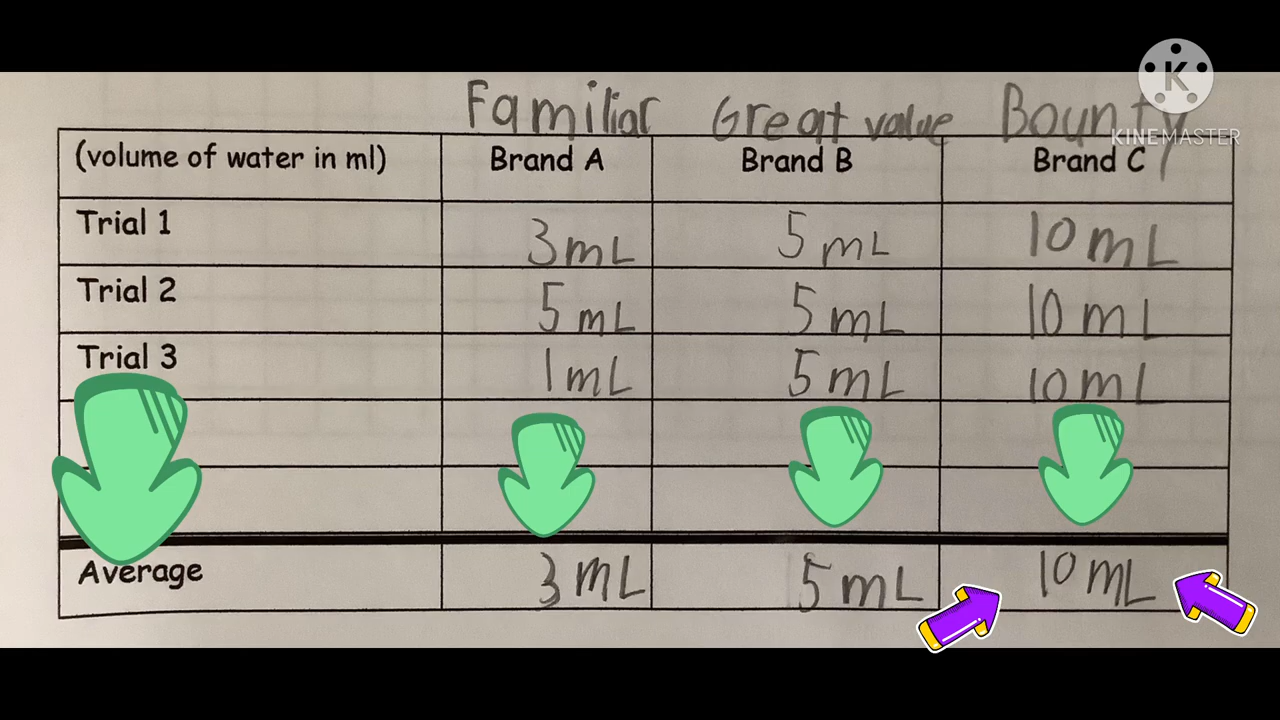 Familiar Great value Bounty
K
KINEMASTER
(volume of water in ml) Brand A Brand B Brand C
Trial 1 3mL 5mL 10mL
Trial 2 5mL 5mL 10mL
Trial 3 1mL 5mL 10mL
Average 3mL 5mL 10mL